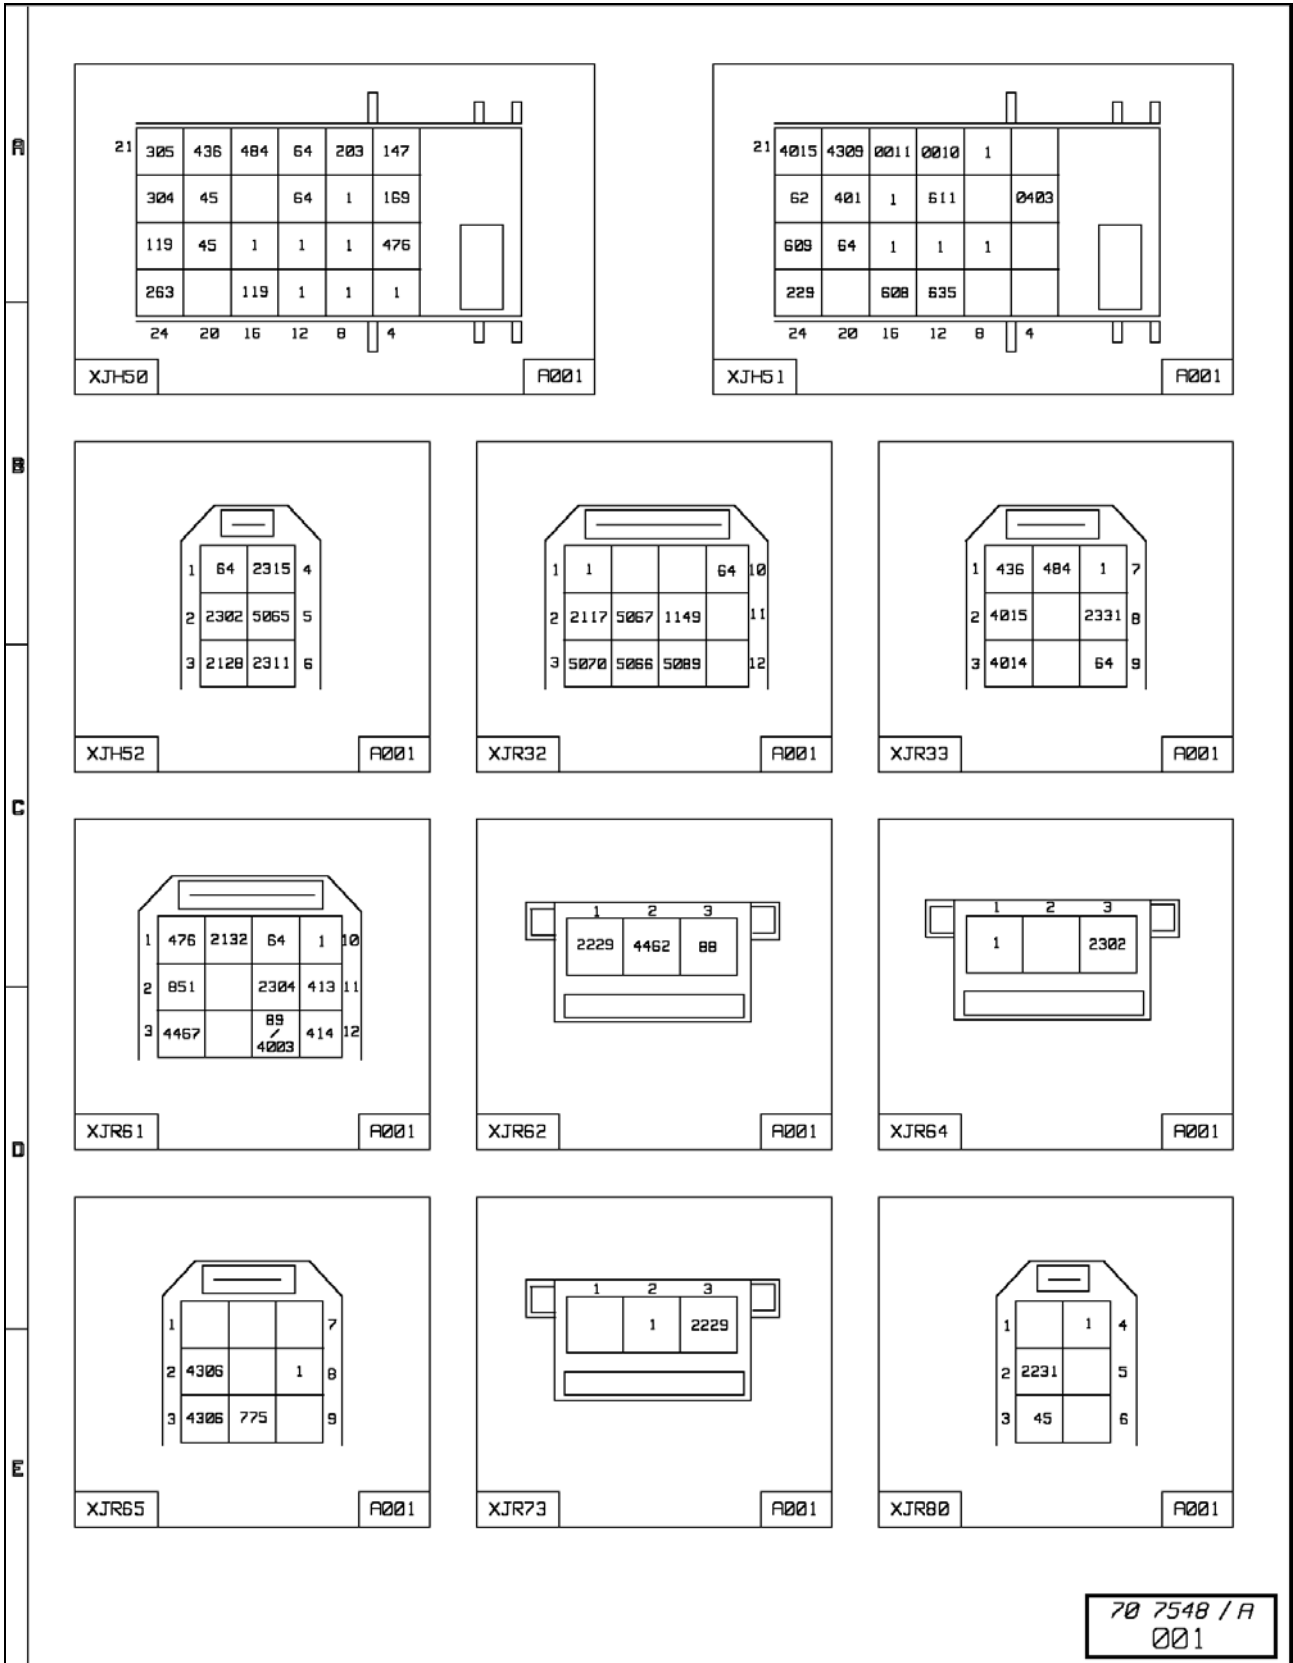 A
21 305 436 484 64 203 147
304 45 64 1 169
119 45 1 1 1 476
263 119 1 1 1
24 20 16 12 8 4
XJH50 A001
21 4015 4309 0011 0010 1
62 401 1 611 0403
609 64 1 1 1
229 608 635
24 20 16 12 8 4
XJH51 A001
B
1 64 2315 4
2 2302 5065 5
3 2128 2311 6
XJH52 A001
1 1 64 10
2 2117 5067 1149 11
3 5070 5066 5089 12
XJR32 A001
1 436 484 1 7
2 4015 2331 8
3 4014 64 9
XJR33 A001
C
1 476 2132 64 1 10
2 851 2304 413 11
3 4467 89 / 4003 414 12
XJR61 A001
1 2 3
2229 4462 88
XJR62 A001
1 2 3
1 2302
XJR64 A001
D
1 7
2 4306 1 8
3 4306 775 9
XJR65 A001
1 2 3
1 2229
XJR73 A001
1 1 4
2 2231 5
3 45 6
XJR80 A001
E
70 7548 / A
001